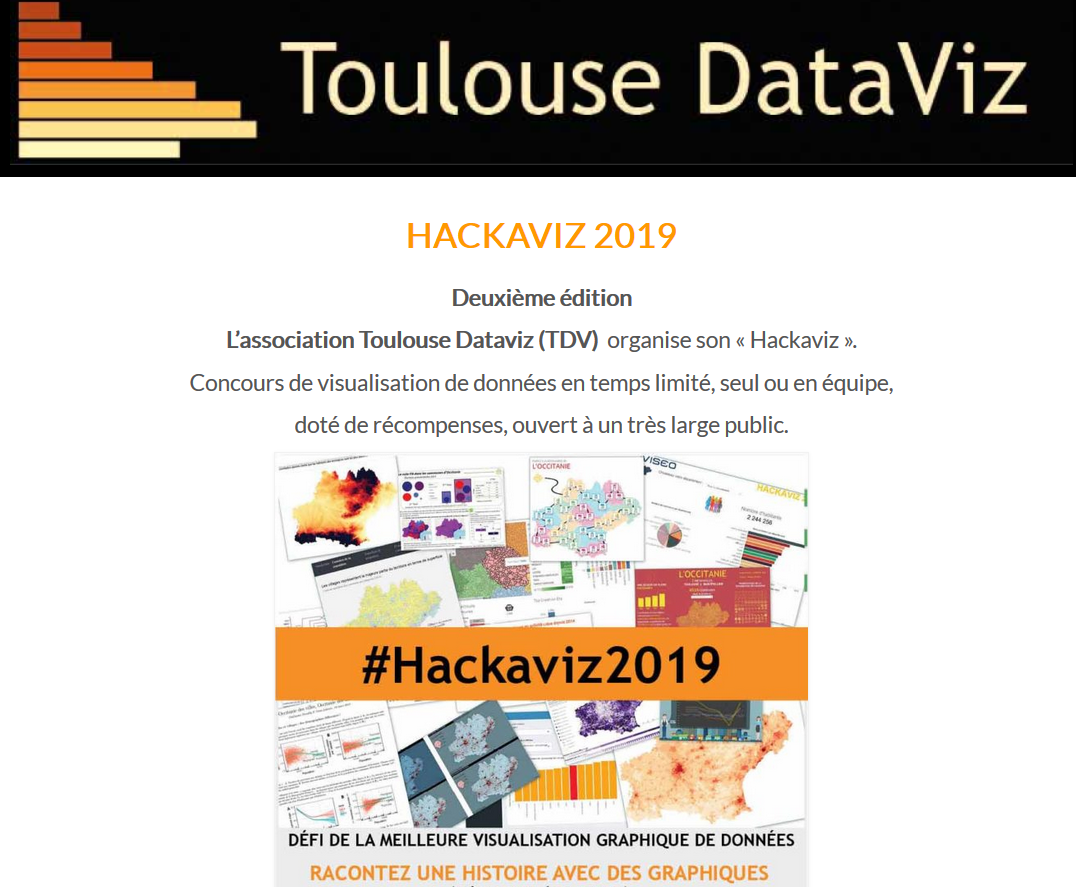 Toulouse DataViz
HACKAVIZ 2019
Deuxième édition
L’association Toulouse Dataviz (TDV) organise son « Hackaviz ».
Concours de visualisation de données en temps limité, seul ou en équipe,
doté de récompenses, ouvert à un très large public.
L'OCCITANIE
VISEO
HACKAVIZ
2 244 256
L'OCCITANIE
#Hackaviz2019
DÉFI DE LA MEILLEURE VISUALISATION GRAPHIQUE DE DONNÉES
RACONTEZ UNE HISTOIRE AVEC DES GRAPHIQUES